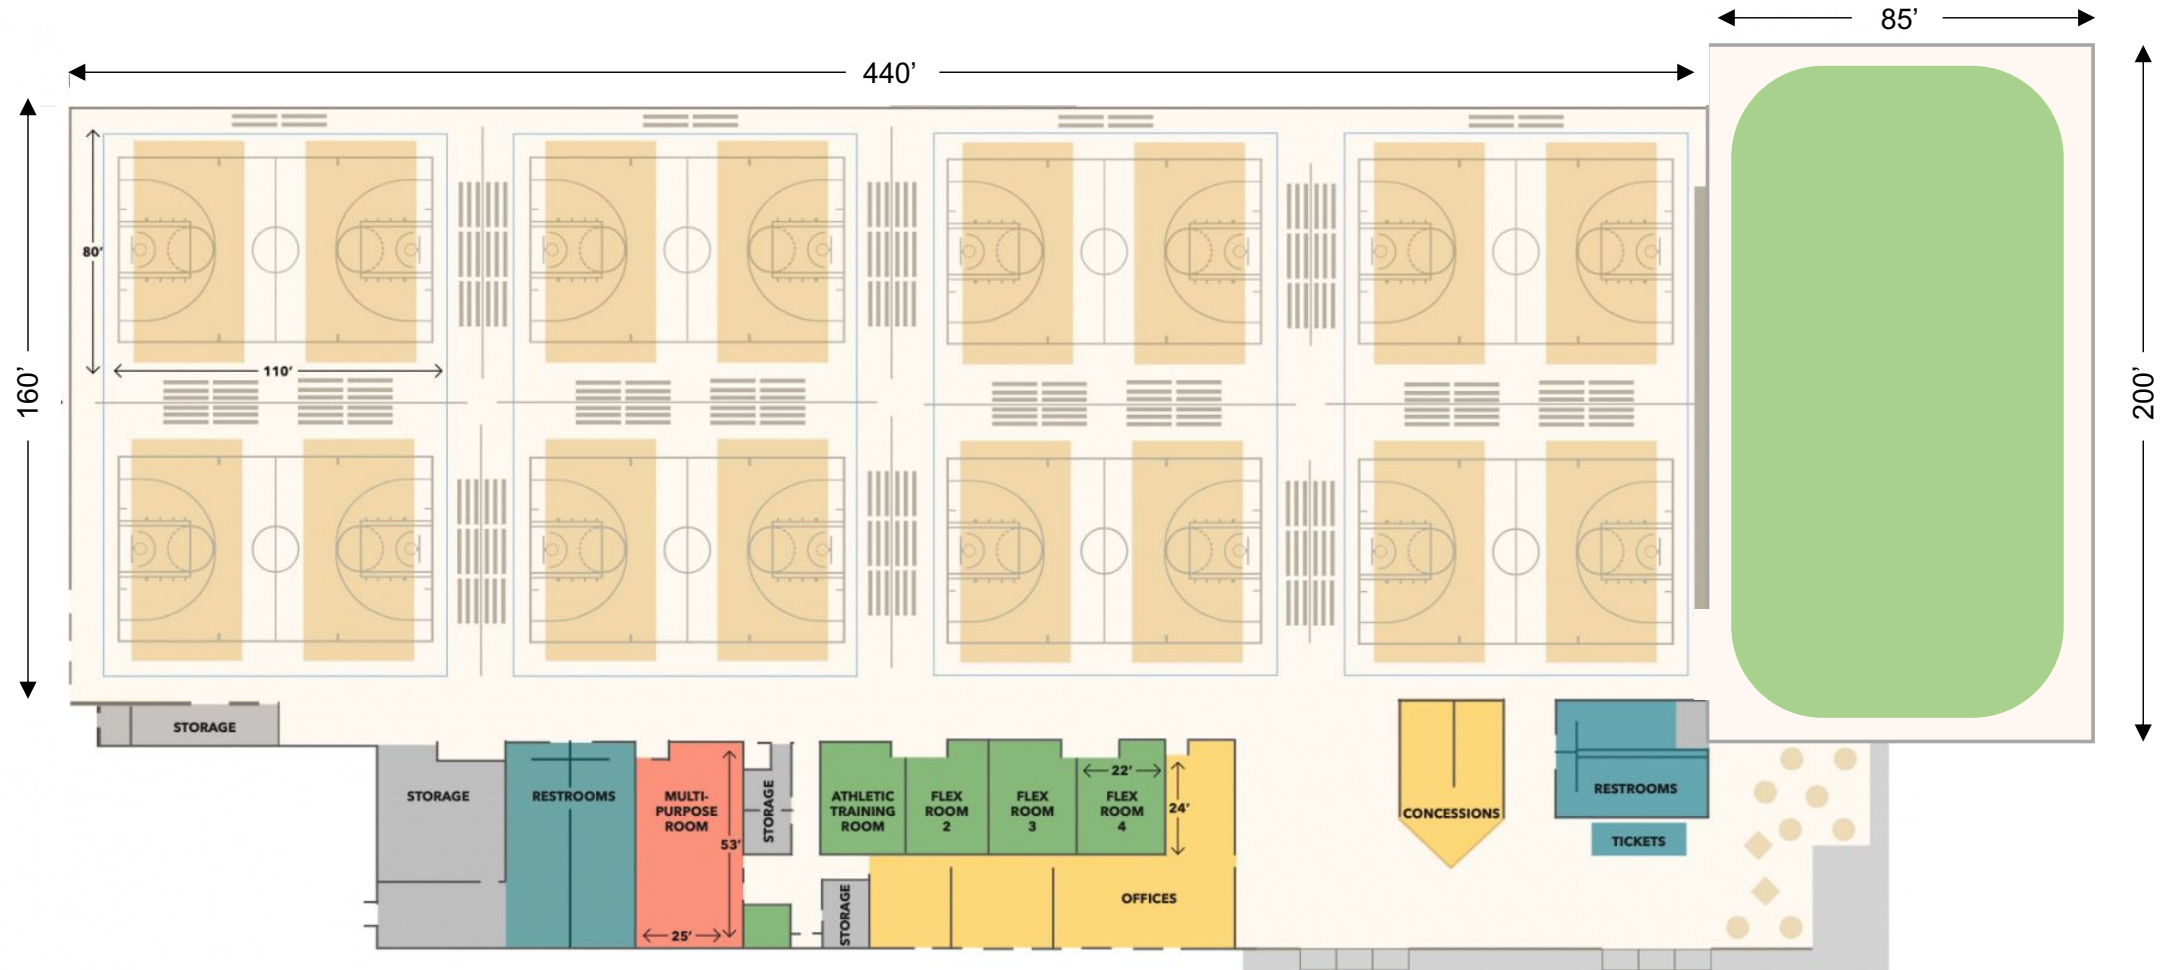 85’
440’
80’
110’
160’
200’
STORAGE
STORAGE
RESTROOMS
MULTI-
PURPOSE
ROOM
53’
25’
STORAGE
ATHLETIC
TRAINING
ROOM
FLEX
ROOM
2
FLEX
ROOM
3
22’
FLEX
ROOM
4
24’
STORAGE
OFFICES
CONCESSIONS
RESTROOMS
TICKETS